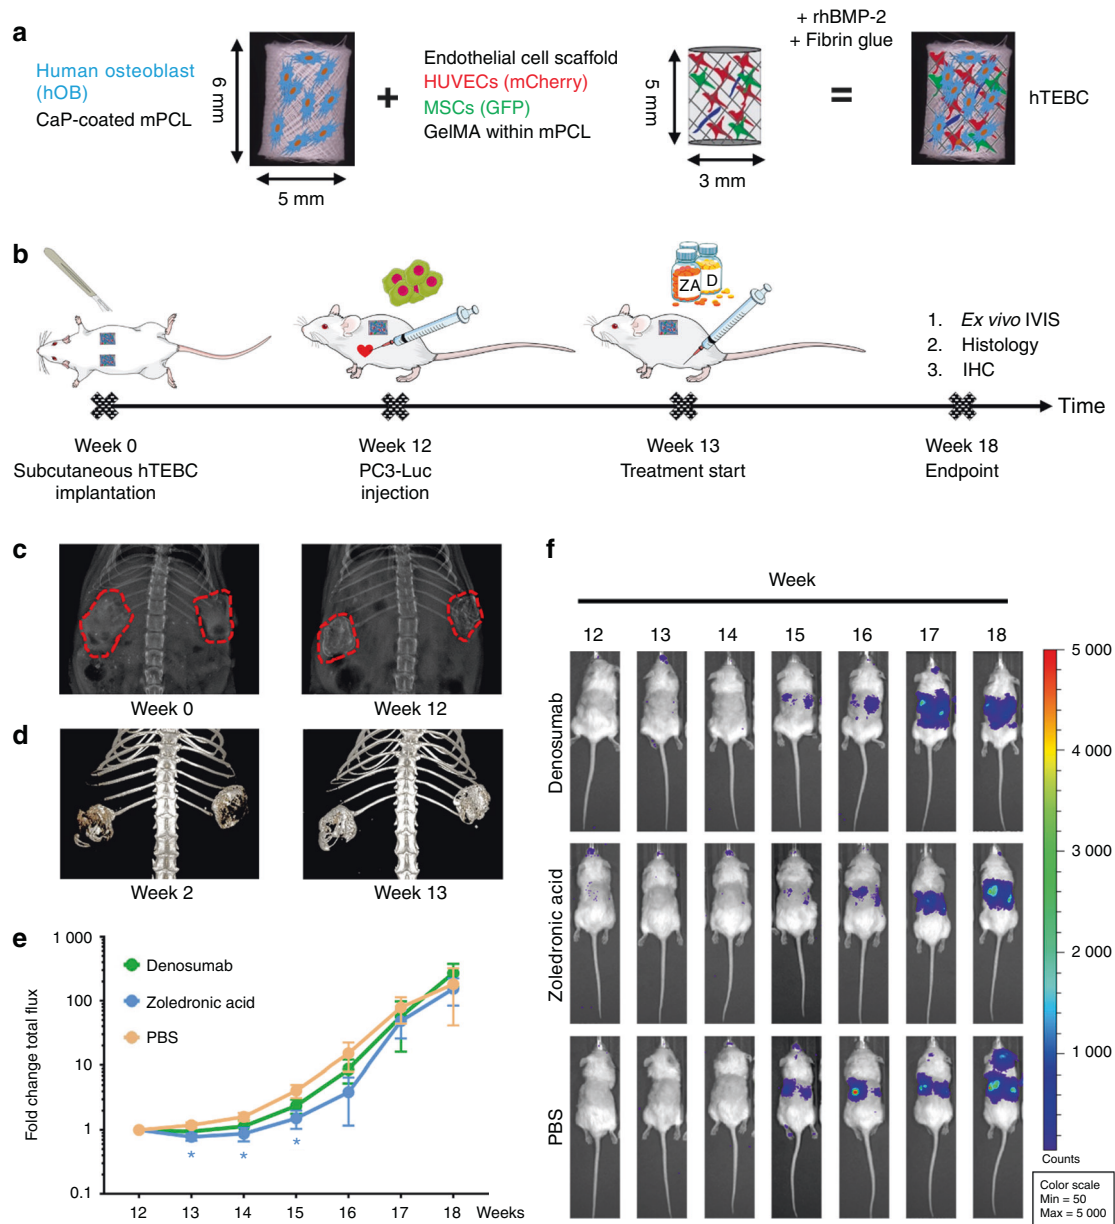 a
Human osteoblast
(hOB)
CaP-coated mPCL
6 mm
5 mm
+
Endothelial cell scaffold
HUVECs (mCherry)
MSCs (GFP)
GelMA within mPCL
5 mm
3 mm
+ rhBMP-2
+ Fibrin glue
=
hTEBC
b
ZA
D
1. Ex vivo IVIS
2. Histology
3. IHC
Time
Week 0
Subcutaneous hTEBC
implantation
Week 12
PC3-Luc
injection
Week 13
Treatment start
Week 18
Endpoint
c
Week 0
Week 12
d
Week 2
Week 13
e
Fold change total flux
1 000
100
10
1
0.1
Denosumab
Zoledronic acid
PBS
*
*
*
12 13 14 15 16 17 18 Weeks
f
Week
12 13 14 15 16 17 18
Denosumab
Zoledronic acid
PBS
5 000
4 000
3 000
2 000
1 000
Counts
Color scale
Min = 50
Max = 5 000